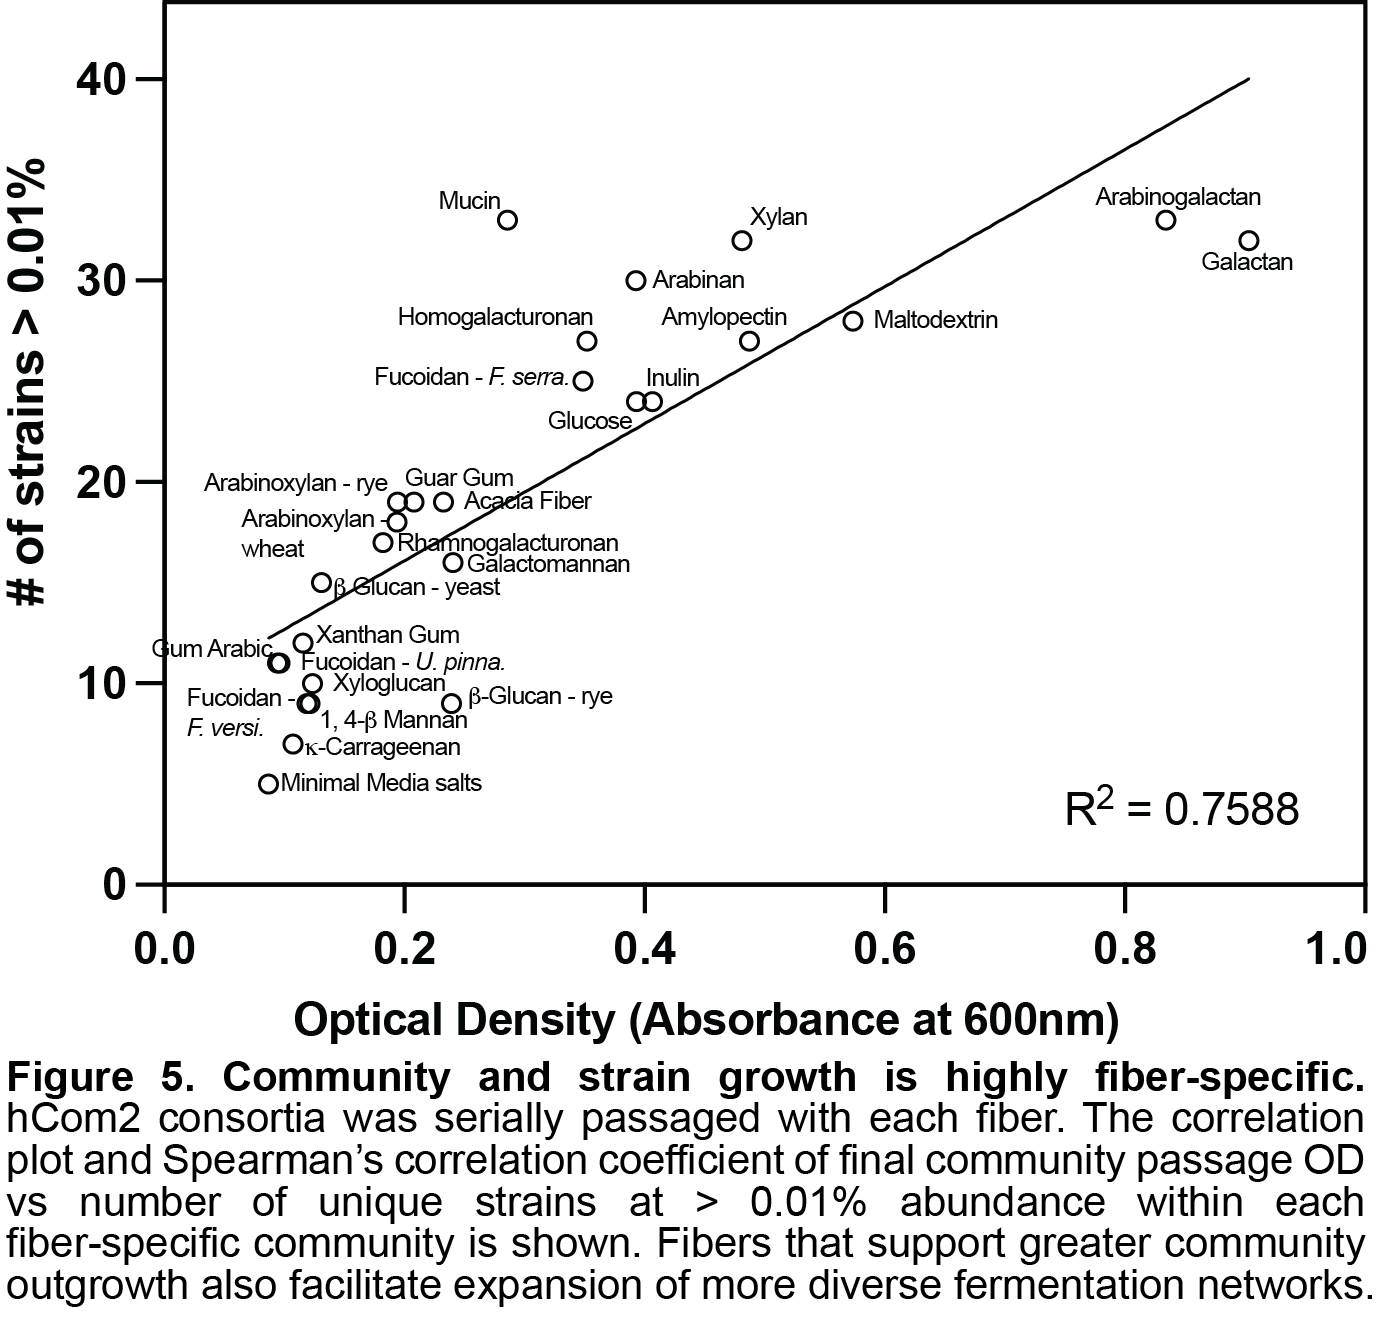 40
30
20
10
0
# of strains > 0.01%
Mucin
Xylan
Arabinogalactan
Galactan
Arabinan
Homogalacturonan
Amylopectin
Maltodextrin
Fucoidan - F. serra.
Inulin
Glucose
Arabinoxylan - rye
Guar Gum
Acacia Fiber
Arabinoxylan -
wheat
Rhamnogalacturonan
Galactomannan
β Glucan - yeast
Xanthan Gum
Gum Arabic
Fucoidan - U. pinna.
Xyloglucan
Fucoidan -
F. versi.
β-Glucan - rye
1, 4-β Mannan
κ-Carrageenan
Minimal Media salts
R² = 0.7588
0.0 0.2 0.4 0.6 0.8 1.0
Optical Density (Absorbance at 600nm)
Figure 5. Community and strain growth is highly fiber-specific.
hCom2 consortia was serially passaged with each fiber. The correlation
plot and Spearman’s correlation coefficient of final community passage OD
vs number of unique strains at > 0.01% abundance within each
fiber-specific community is shown. Fibers that support greater community
outgrowth also facilitate expansion of more diverse fermentation networks.